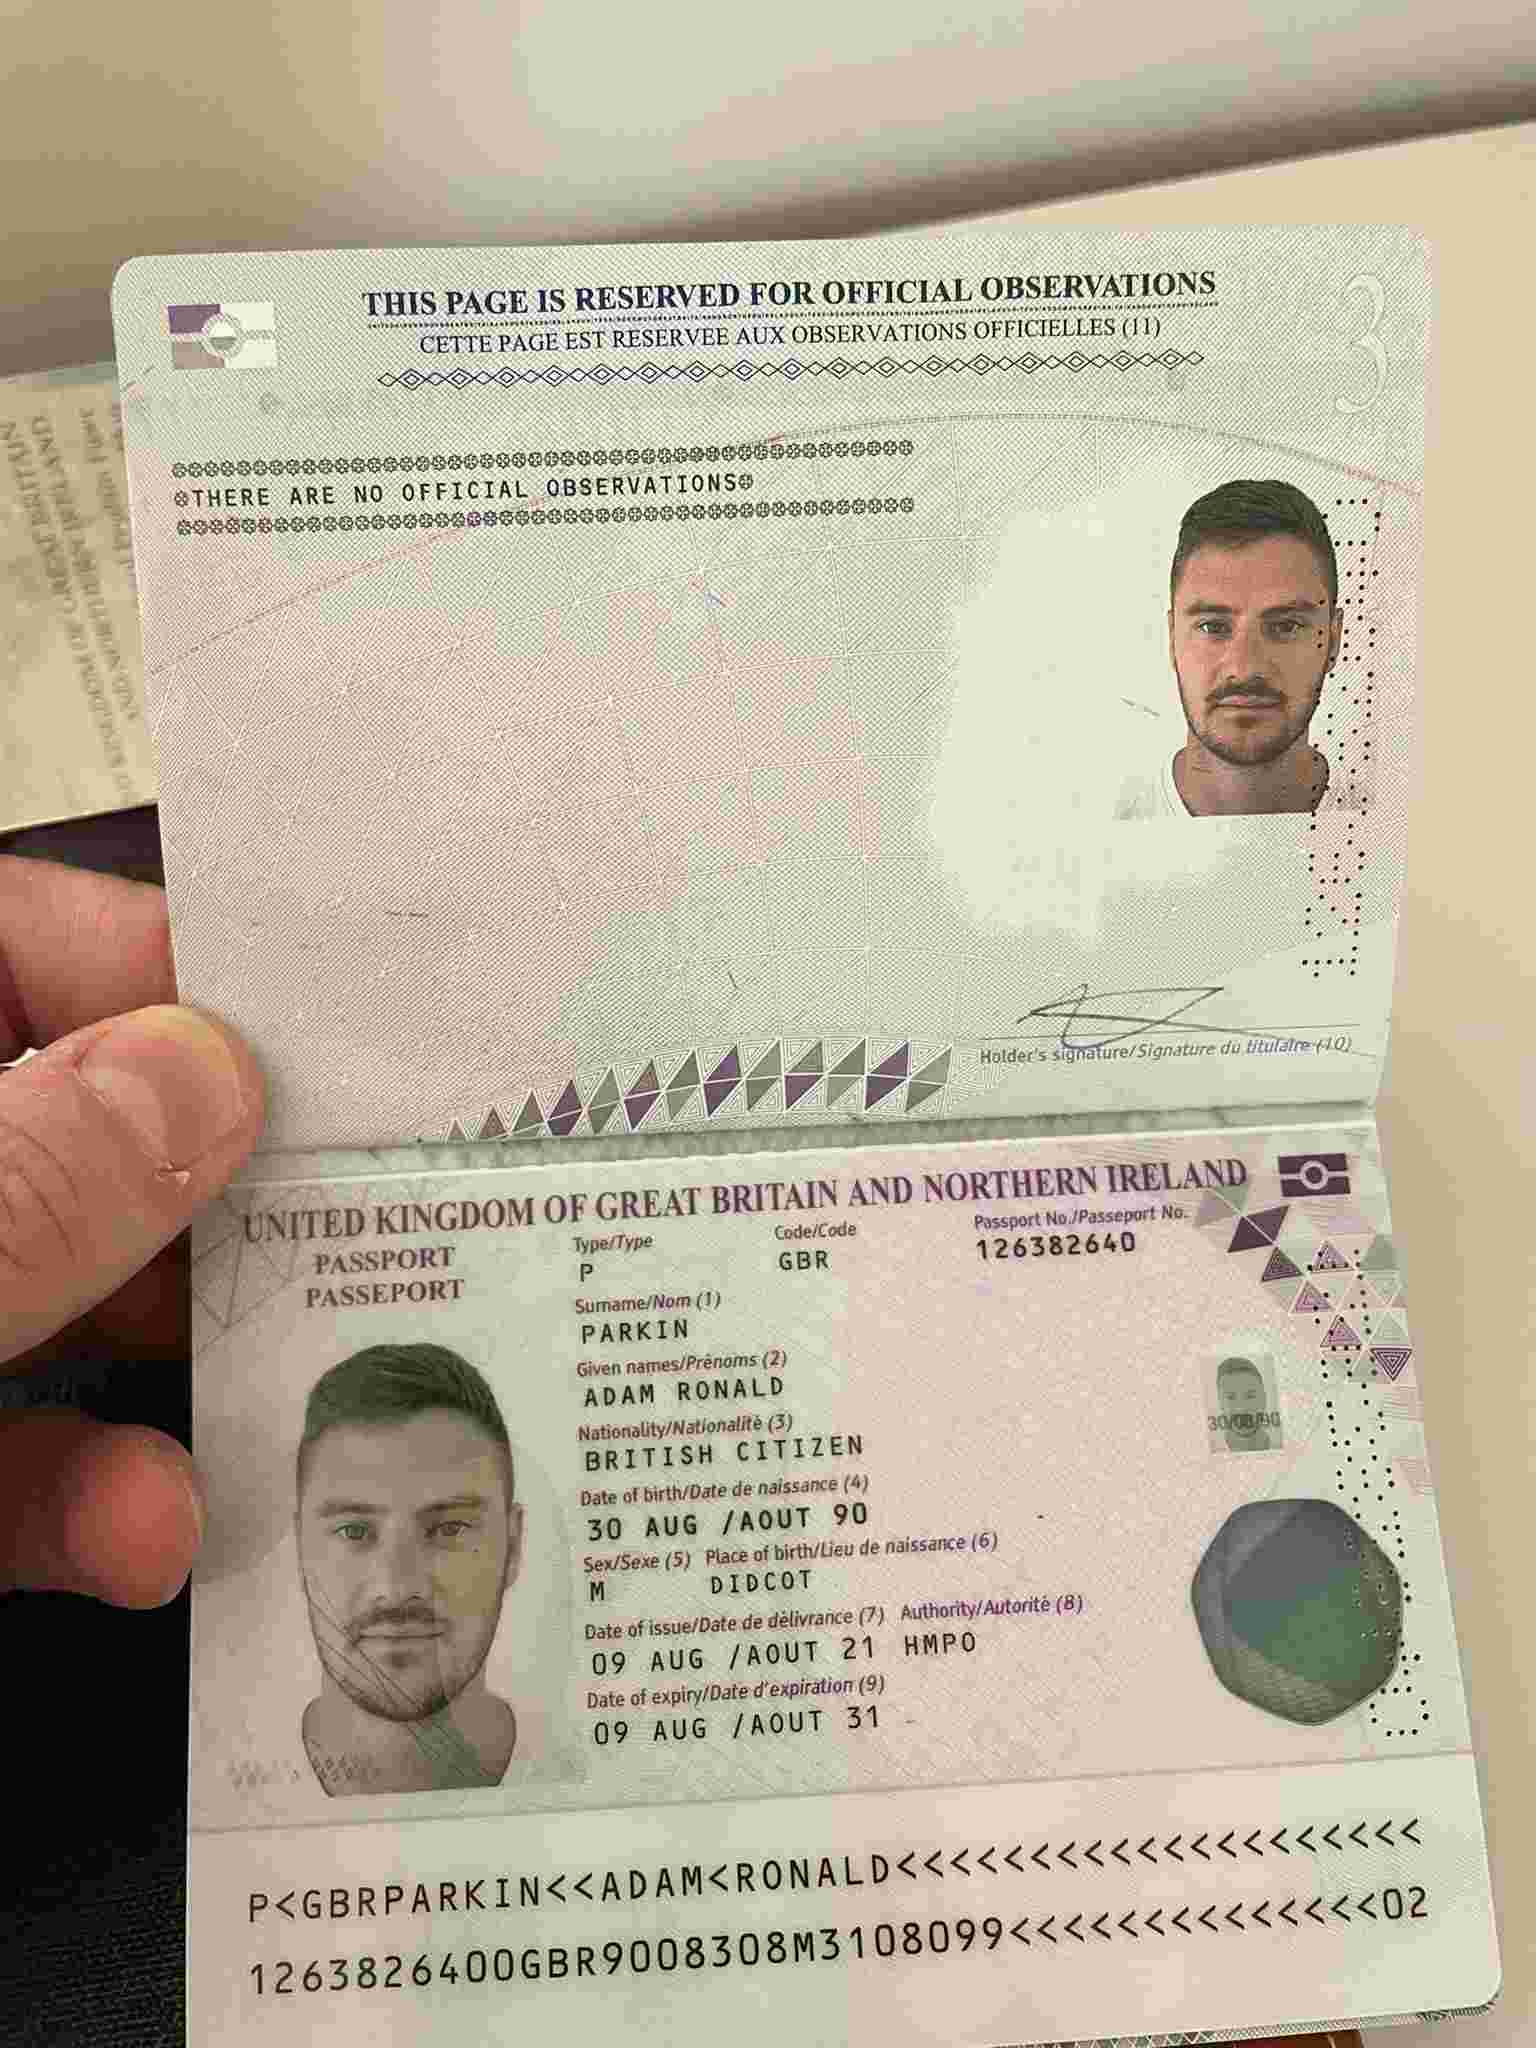 THIS PAGE IS RESERVED FOR OFFICIAL OBSERVATIONS
CETTE PAGE EST RESERVEE AUX OBSERVATIONS OFFICIELLES (11)
3
THERE ARE NO OFFICIAL OBSERVATIONS
Holder's signature/Signature du titulaire (10)
UNITED KINGDOM OF GREAT BRITAIN AND NORTHERN IRELAND
PASSPORT
PASSEPORT
Type/Type Code/Code Passport No./Passeport No.
P GBR 126382640
Surname/Nom (1)
PARKIN
Given names/Prénoms (2)
ADAM RONALD
Nationality/Nationalité (3)
BRITISH CITIZEN
Date of birth/Date de naissance (4)
30 AUG /AOUT 90
Sex/Sexe (5) Place of birth/Lieu de naissance (6)
M DIDCOT
Date of issue/Date de délivrance (7) Authority/Autorité (8)
09 AUG /AOUT 21 HMPO
Date of expiry/Date d'expiration (9)
09 AUG /AOUT 31
30/08/90
P<GBRPARKIN<<ADAM<RONALD<<<<<<<<<<<<<<<<<<<<
1263826400GBR9008308M3108099<<<<<<<<<<<<<<02